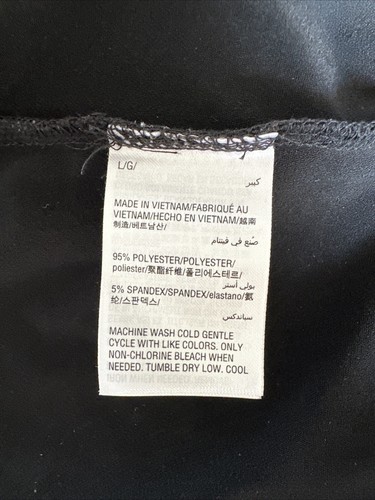 L/G/
كبير
MADE IN VIETNAM/FABRIQUÉ AU
VIETNAM/HECHO EN VIETNAM/越南
制造/베트남산/
صُنع في فيتنام
95% POLYESTER/POLYESTER/
poliester/聚酯纤维/폴리에스테르/
بولي أستر
5% SPANDEX/SPANDEX/elastano/氨
纶/스판덱스/
سباندكس
MACHINE WASH COLD GENTLE
CYCLE WITH LIKE COLORS. ONLY
NON-CHLORINE BLEACH WHEN
NEEDED. TUMBLE DRY LOW. COOL